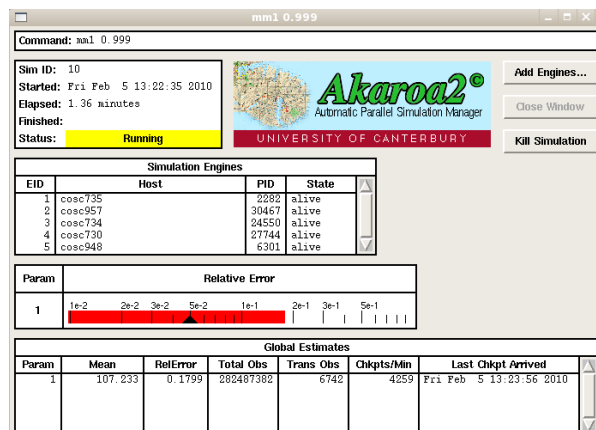 mm1 0.999
Command: mm1 0.999
Sim ID: 10
Started: Fri Feb 5 13:22:35 2010
Elapsed: 1.36 minutes
Finished:
Status: Running
Akaroa2©
Automatic Parallel Simulation Manager
UNIVERSITY OF CANTERBURY
Add Engines...
Close Window
Kill Simulation
Simulation Engines
EID Host PID State
1 cosc735 2282 alive
2 cosc957 30467 alive
3 cosc734 24550 alive
4 cosc730 27744 alive
5 cosc948 6301 alive
Param Relative Error
1 1e-2 2e-2 3e-2 5e-2 1e-1 2e-1 3e-1 5e-1
Global Estimates
Param Mean RelError Total Obs Trans Obs Chkpts/Min Last Chkpt Arrived
1 107.233 0.1799 282487382 6742 4259 Fri Feb 5 13:23:56 2010